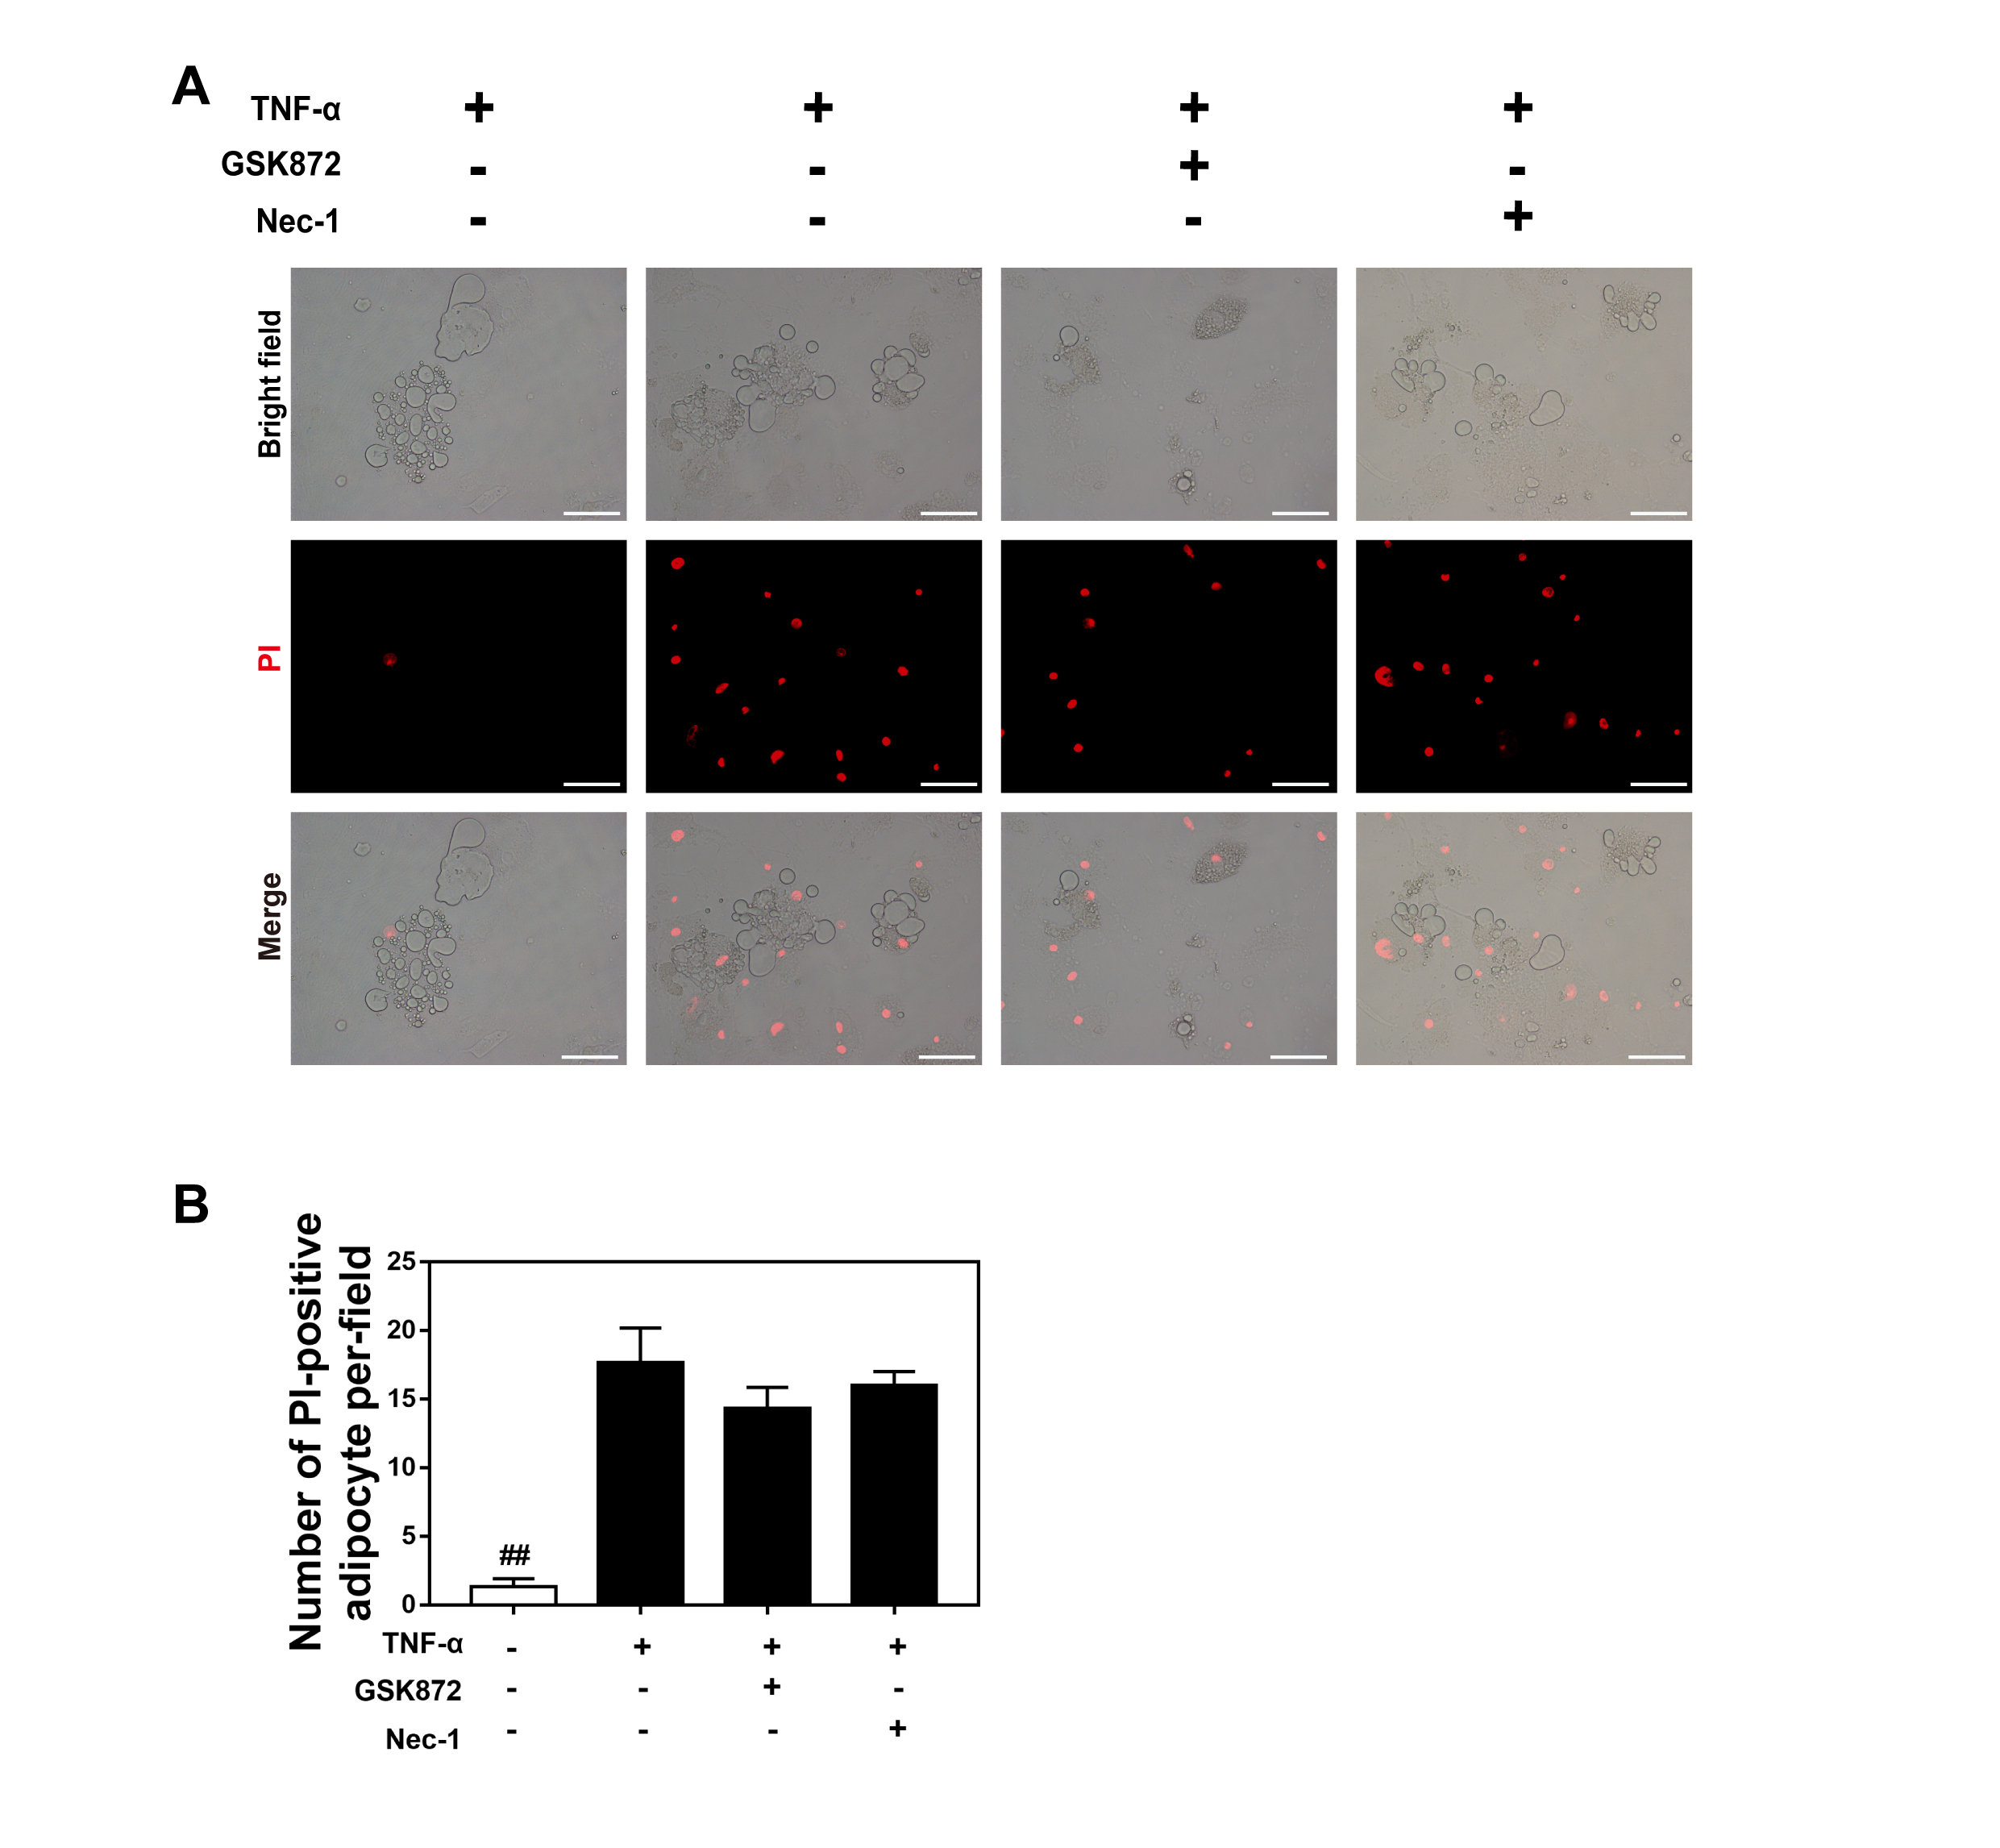 A
TNF-α + + + +
GSK872 - - + -
Nec-1 - - - +
Bright field
PI
Merge
B
Number of PI-positive
adipocyte per-field
25
20
15
10
5
0
##
TNF-α - + + +
GSK872 - - + -
Nec-1 - - - +